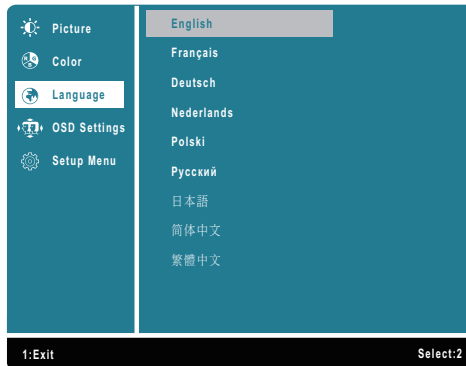 Picture
Color
Language
OSD Settings
Setup Menu
English
Français
Deutsch
Nederlands
Polski
Русский
日本語
简体中文
繁體中文
1:Exit
Select:2